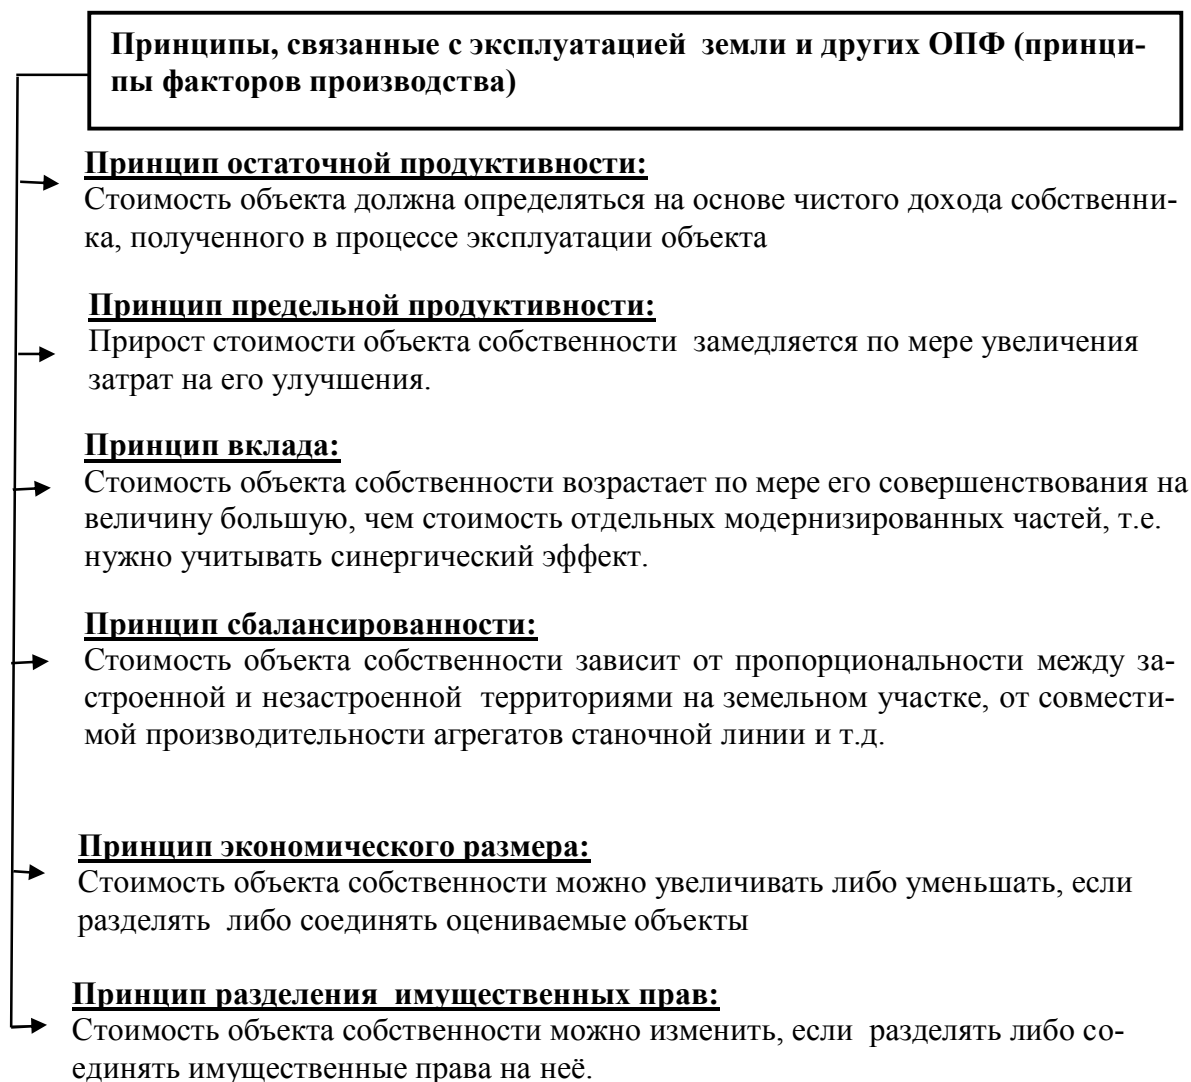 Принципы, связанные с эксплуатацией  земли и других ОПФ (принци-
пы факторов производства)
Принцип остаточной продуктивности:
Стоимость объекта должна определяться на основе чистого дохода собственни-
ка, полученного в процессе эксплуатации объекта
Принцип предельной продуктивности:
Прирост стоимости объекта собственности  замедляется по мере увеличения
затрат на его улучшения.
Принцип вклада:
Стоимость объекта собственности возрастает по мере его совершенствования на
величину большую, чем стоимость отдельных модернизированных частей, т.е.
нужно учитывать синергический эффект.
Принцип сбалансированности:
Стоимость объекта собственности зависит от пропорциональности между за-
строенной и незастроенной  территориями на земельном участке, от совмести-
мой производительности агрегатов станочной линии и т.д.
Принцип экономического размера:
Стоимость объекта собственности можно увеличивать либо уменьшать, если
разделять  либо соединять оцениваемые объекты
Принцип разделения  имущественных прав:
Стоимость объекта собственности можно изменить, если  разделять либо со-
единять имущественные права на неё.